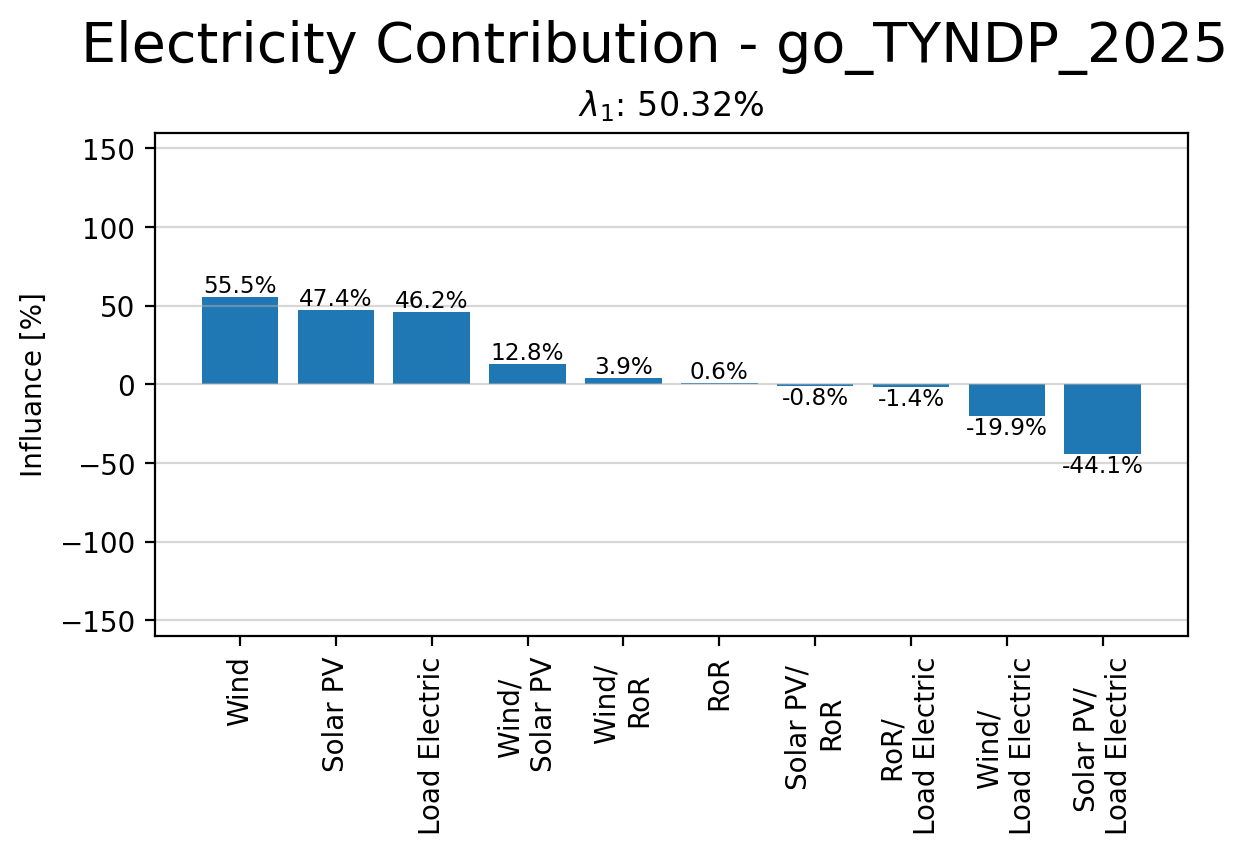 Electricity Contribution - go_TYNDP_2025
λ₁: 50.32%
Influance [%]
150
100
50
0
−50
−100
−150
55.5%
47.4%
46.2%
12.8%
3.9%
0.6%
-0.8%
-1.4%
-19.9%
-44.1%
Wind
Solar PV
Load Electric
Wind/
Solar PV
Wind/
RoR
RoR
Solar PV/
RoR
RoR/
Load Electric
Wind/
Load Electric
Solar PV/
Load Electric